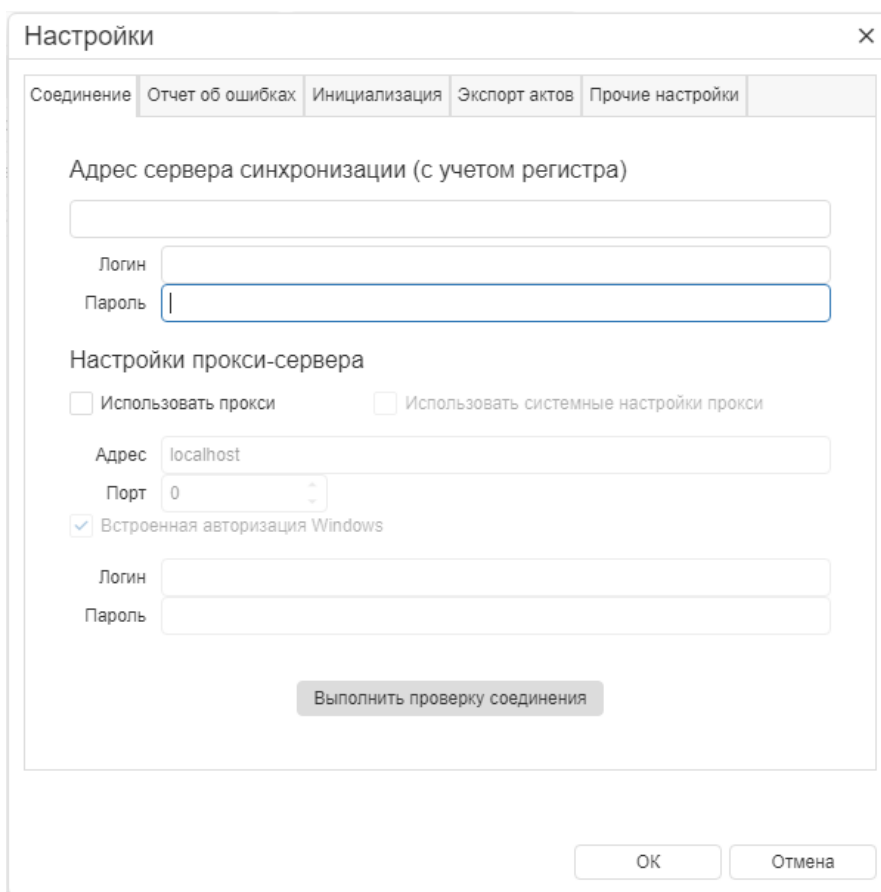 Настройки
Соединение Отчет об ошибках Инициализация Экспорт актов Прочие настройки
Адрес сервера синхронизации (с учетом регистра)
Логин
Пароль
Настройки прокси-сервера
Использовать прокси Использовать системные настройки прокси
Адрес localhost
Порт 0
Встроенная авторизация Windows
Логин
Пароль
Выполнить проверку соединения
ОК Отмена